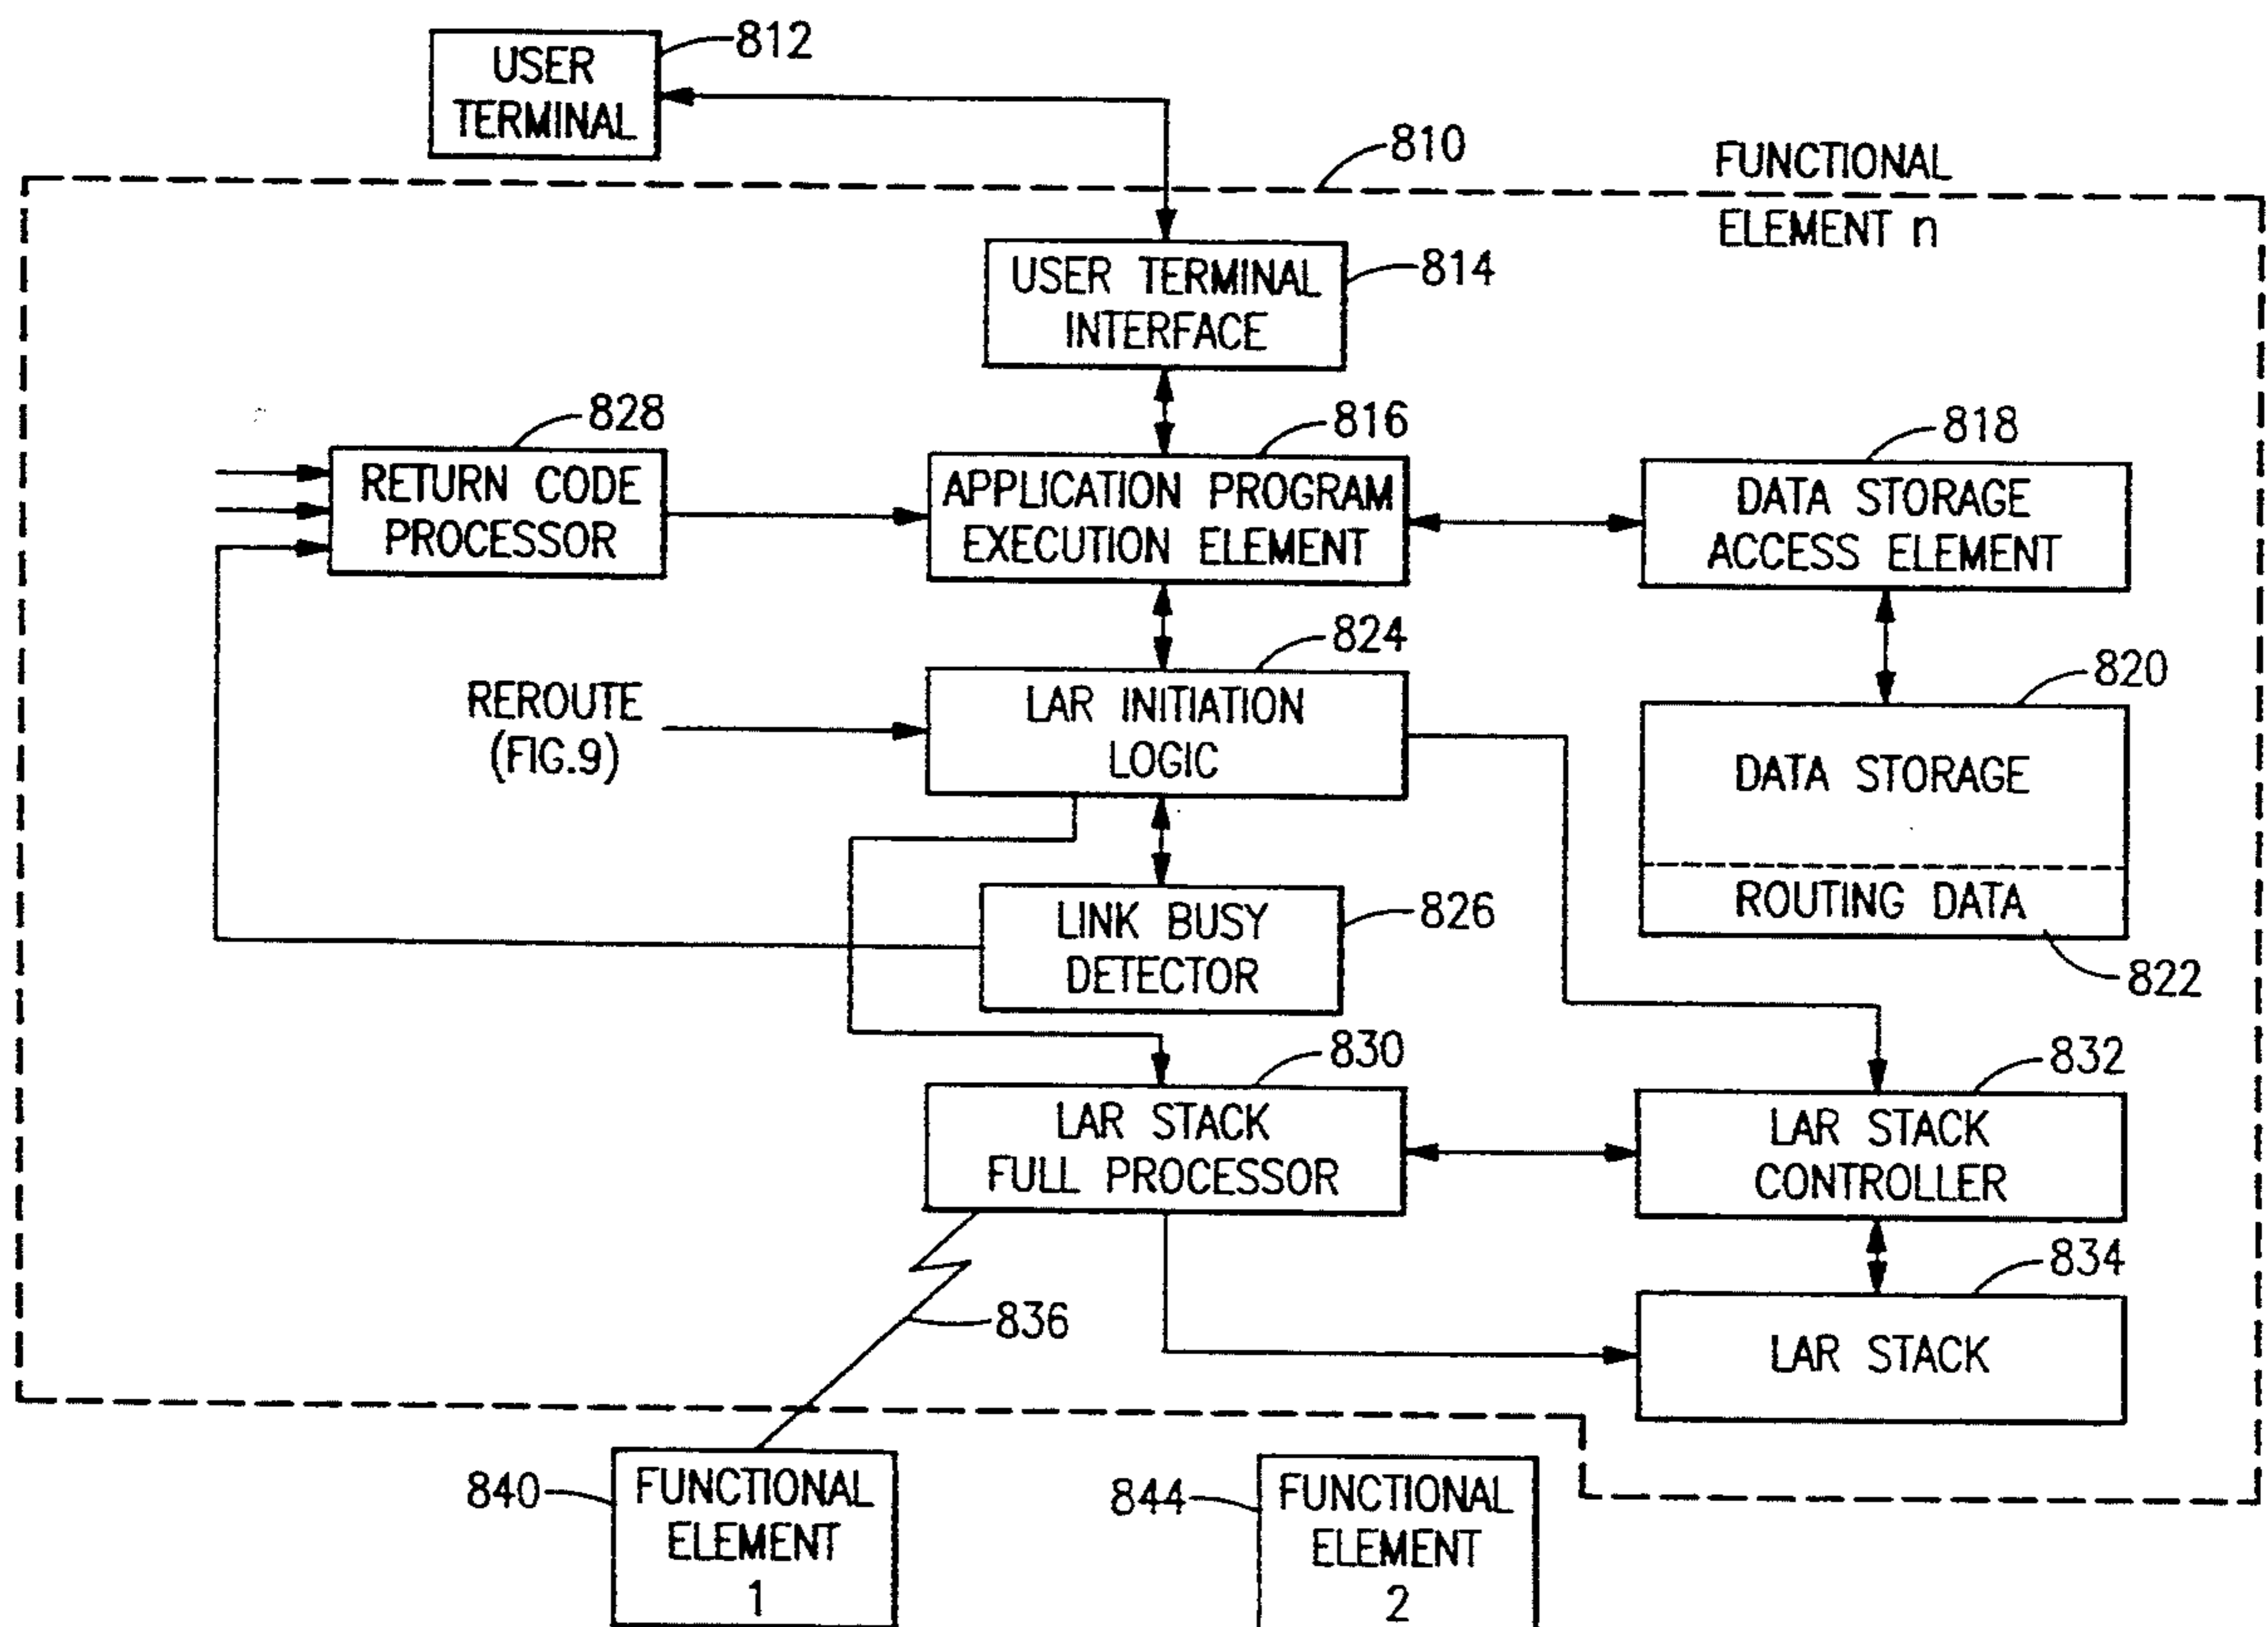 USER
TERMINAL
812
810
FUNCTIONAL
ELEMENT n
USER TERMINAL
INTERFACE
814
828
RETURN CODE
PROCESSOR
816
APPLICATION PROGRAM
EXECUTION ELEMENT
818
DATA STORAGE
ACCESS ELEMENT
REROUTE
(FIG.9)
824
LAR INITIATION
LOGIC
820
DATA STORAGE
ROUTING DATA
822
LINK BUSY
DETECTOR
826
830
LAR STACK
FULL PROCESSOR
832
LAR STACK
CONTROLLER
834
LAR STACK
836
840
FUNCTIONAL
ELEMENT
1
844
FUNCTIONAL
ELEMENT
2